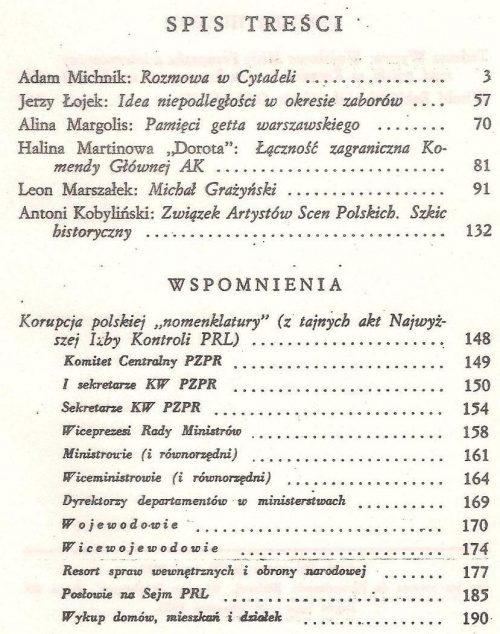 SPIS TREŚCI
Adam Michnik: Rozmowa w Cytadeli ................ 3
Jerzy Łojek: Idea niepodległości w okresie zaborów .... 57
Alina Margolis: Pamięci getta warszawskiego ........ 70
Halina Martinowa „Dorota”: Łączność zagraniczna Ko-
mendy Głównej AK ........................ 81
Leon Marszałek: Michał Grażyński ................ 91
Antoni Kobyliński: Związek Artystów Scen Polskich. Szkic
historyczny ............................ 132
WSPOMNIENIA
Korupcja polskiej „nomenklatury” (z tajnych akt Najwyż-
szej Izby Kontroli PRL) .................... 148
Komitet Centralny PZPR ...................... 149
I sekretarze KW PZPR ...................... 150
Sekretarze KW PZPR ........................ 154
Wiceprezesi Rady Ministrów .................... 158
Ministrowie (i równorzędni) .................... 161
Wiceministrowie (i równorzędni) ................ 164
Dyrektorzy departamentów w ministerstwach ........ 169
Wojewodowie .......................... 170
Wicewojewodowie ...................... 174
Resort spraw wewnętrznych i obrony narodowej ...... 177
Posłowie na Sejm PRL ...................... 185
Wykup domów, mieszkań i działek ................ 190